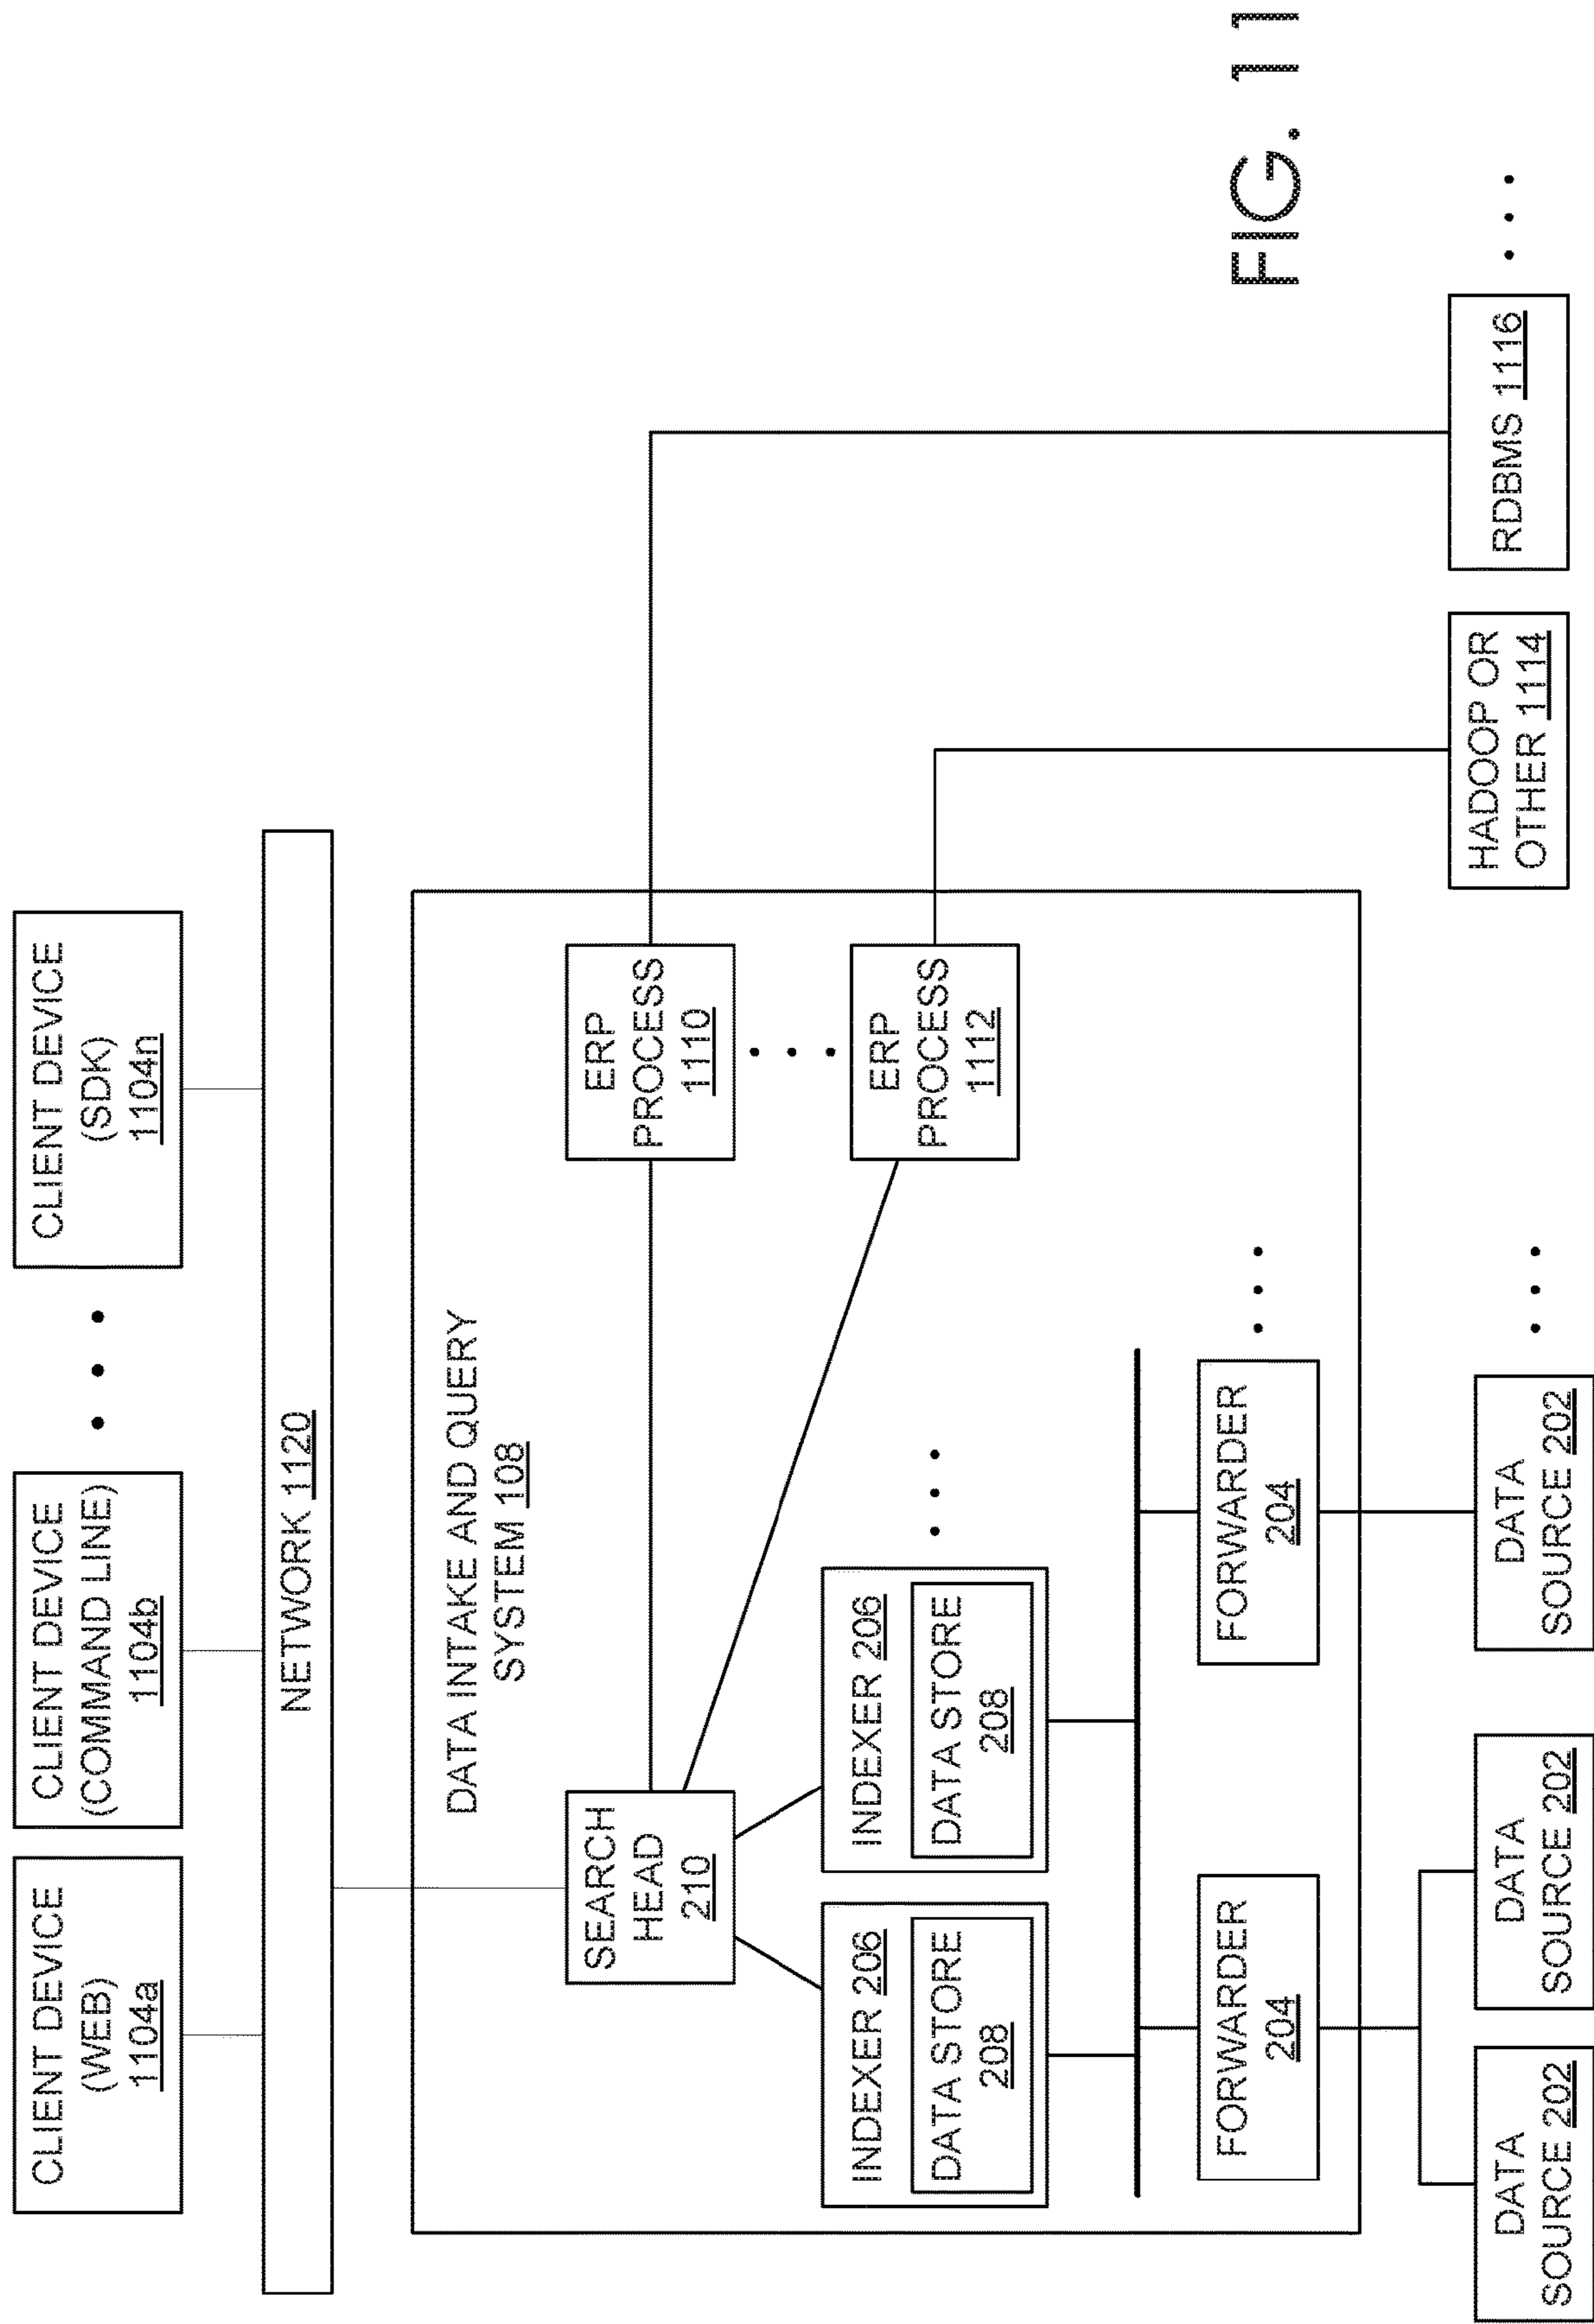 CLIENT DEVICE
(WEB)
1104a
CLIENT DEVICE
(COMMAND LINE)
1104b
CLIENT DEVICE
(SDK)
1104n
NETWORK 1120
DATA INTAKE AND QUERY
SYSTEM 108
SEARCH
HEAD
210
ERP
PROCESS
1110
INDEXER 206
DATA STORE
208
INDEXER 206
DATA STORE
208
ERP
PROCESS
1112
FORWARDER
204
FORWARDER
204
DATA
SOURCE 202
DATA
SOURCE 202
DATA
SOURCE 202
HADOOP OR
OTHER 1114
RDBMS 1116
FIG. 11